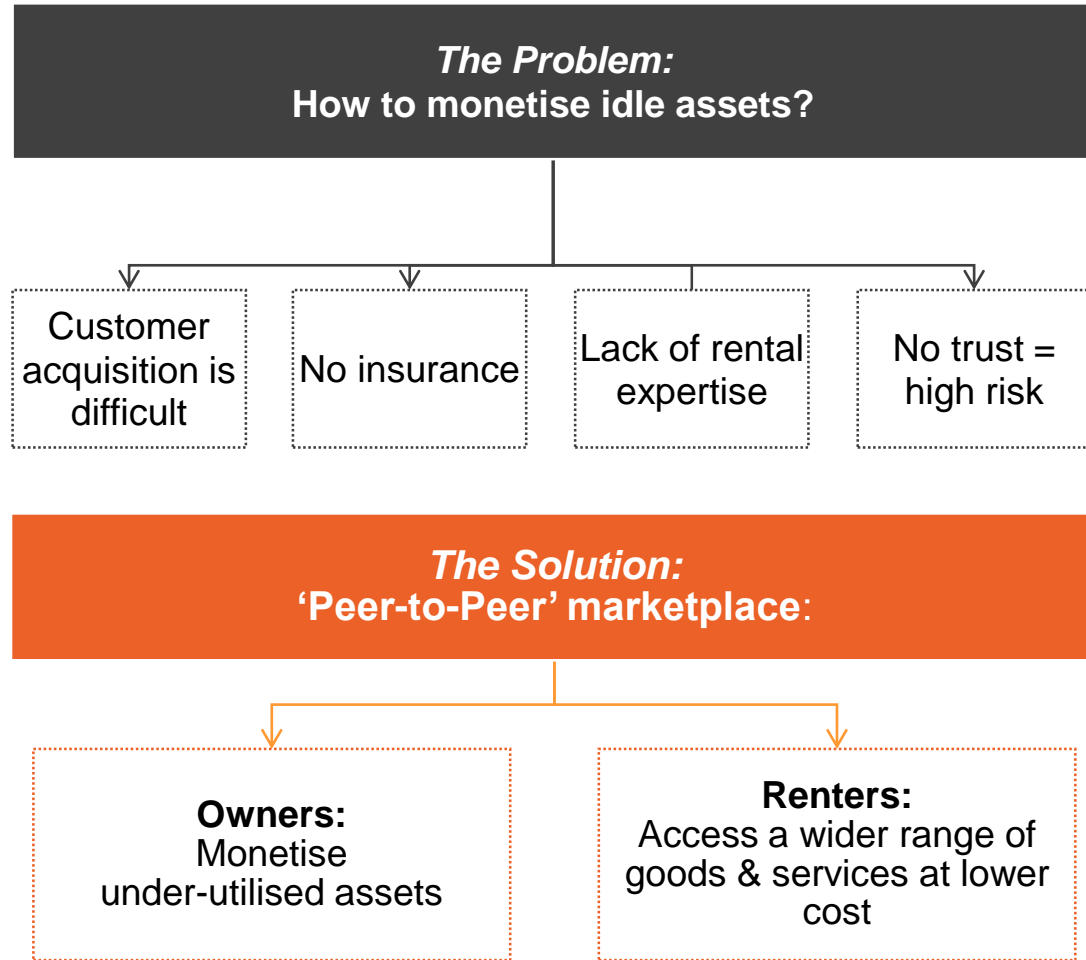 The Problem:
How to monetise idle assets?
Customer
acquisition is
difficult
No insurance
Lack of rental
expertise
No trust =
high risk
The Solution:
‘Peer-to-Peer’ marketplace:
Owners:
Monetise
under-utilised assets
Renters:
Access a wider range of
goods & services at lower
cost